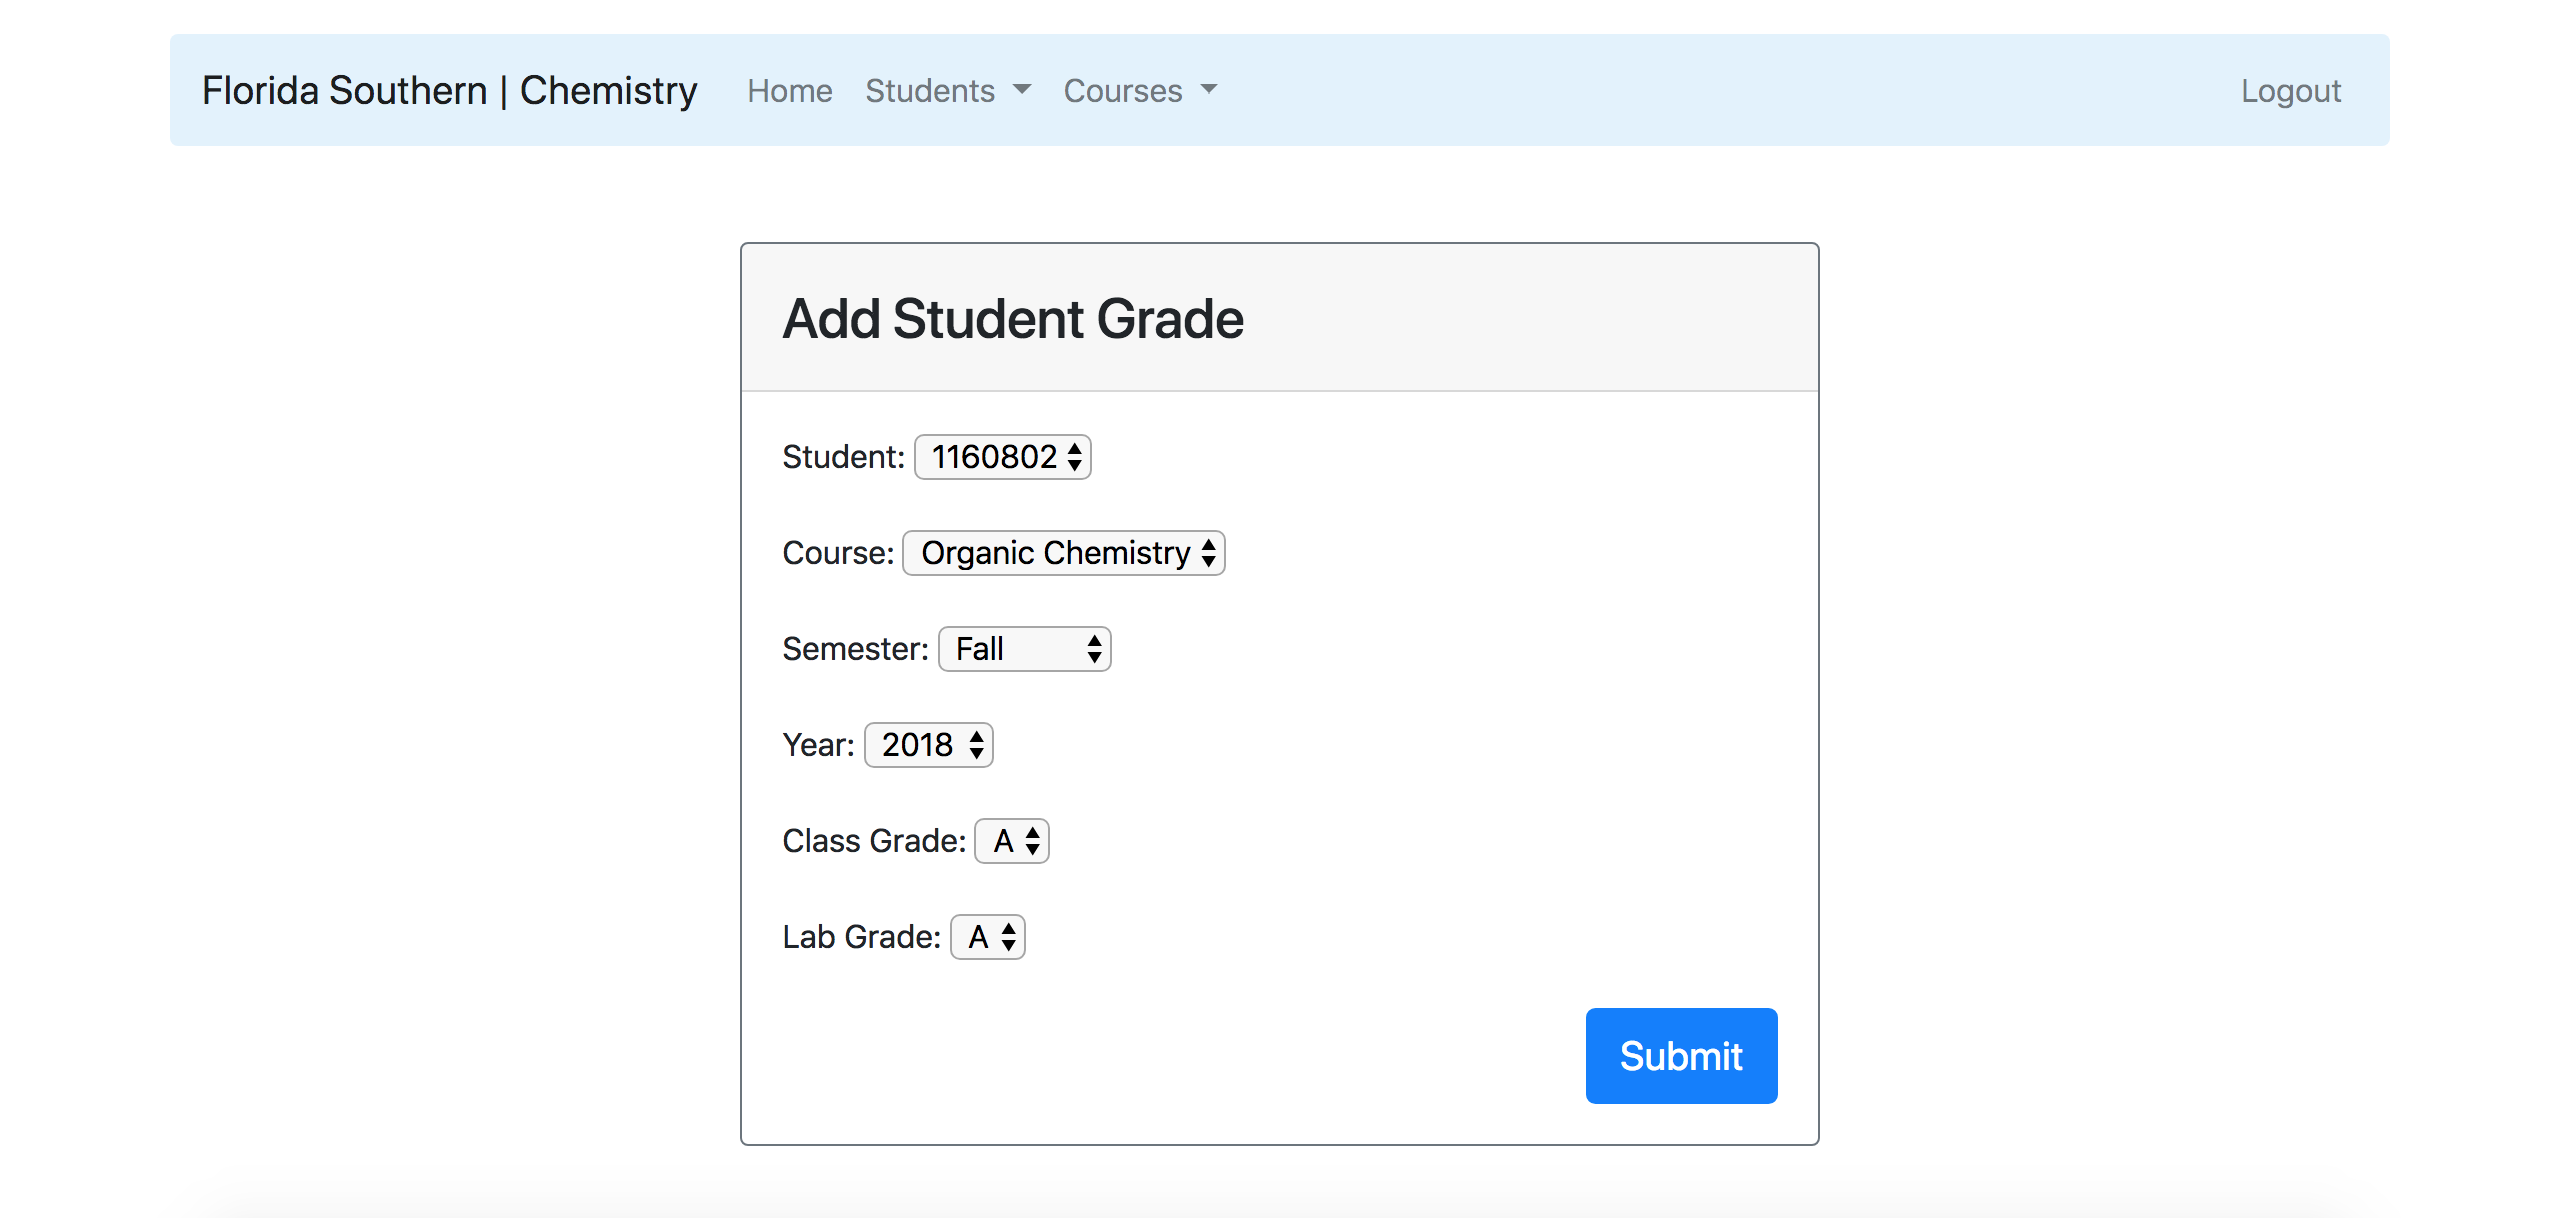 Florida Southern | Chemistry Home Students Courses Logout
Add Student Grade
Student: 1160802
Course: Organic Chemistry
Semester: Fall
Year: 2018
Class Grade: A
Lab Grade: A
Submit